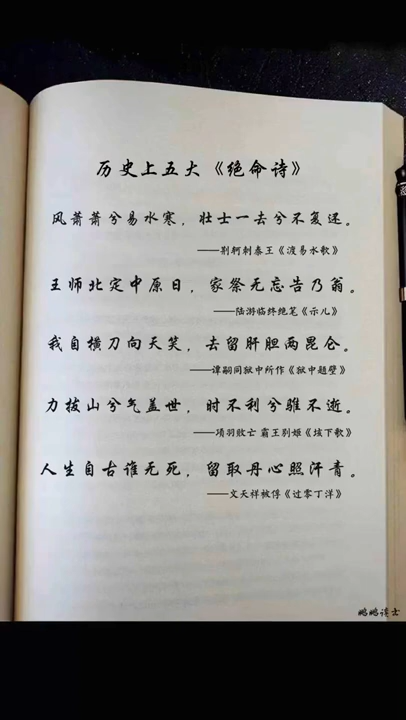 历史上五大《绝命诗》
风萧萧兮易水寒，壮士一去兮不复还。
——荆轲刺秦王《渡易水歌》
王师北定中原日，家祭无忘告乃翁。
——陆游临终绝笔《示儿》
我自横刀向天笑，去留肝胆两昆仑。
——谭嗣同狱中所作《狱中题壁》
力拔山兮气盖世，时不利兮骓不逝。
——项羽败亡 霸王别姬《垓下歌》
人生自古谁无死，留取丹心照汗青。
——文天祥被俘《过零丁洋》